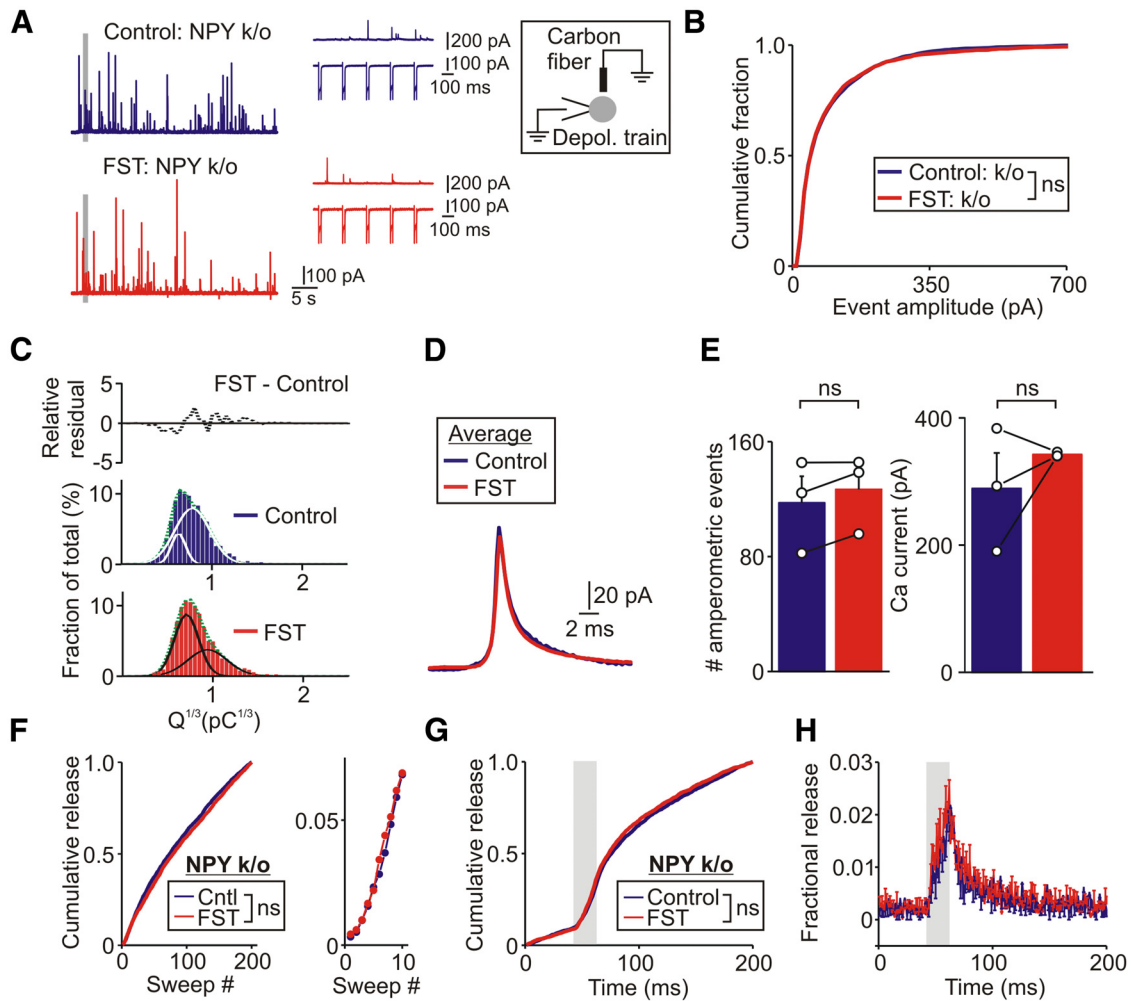 A
Control: NPY k/o
200 pA
100 pA
100 ms
Carbon
fiber
Depol. train
FST: NPY k/o
200 pA
100 pA
100 ms
100 pA
5 s
B
Cumulative fraction
1.0
0.5
0
0
350
700
Event amplitude (pA)
Control: k/o
FST: k/o
ns
C
FST - Control
Relative
residual
5
0
-5
Fraction of total (%)
10
0
1
2
Control
10
0
1
2
FST
Q1/3(pC1/3)
D
Average
Control
FST
20 pA
2 ms
E
ns
# amperometric events
160
80
0
ns
Ca current (pA)
400
200
0
F
Cumulative release
1.0
0.5
0
0
100
200
Sweep #
NPY k/o
Cntl
FST
ns
0.05
0
10
Sweep #
G
Cumulative release
1.0
0.5
0
0
200
Time (ms)
NPY k/o
Control
FST
ns
H
Fractional release
0.03
0.02
0.01
0
0
100
200
Time (ms)